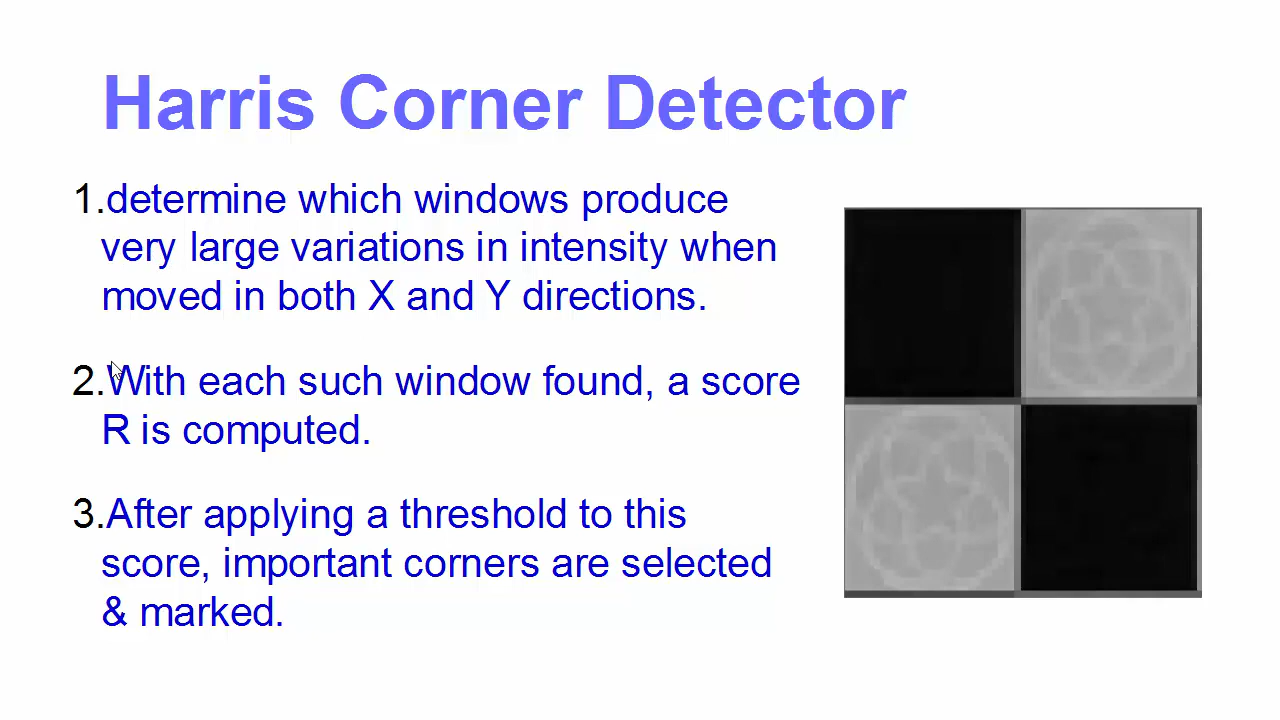 Harris Corner Detector
1.determine which windows produce
very large variations in intensity when
moved in both X and Y directions.
2.With each such window found, a score
R is computed.
3.After applying a threshold to this
score, important corners are selected
& marked.